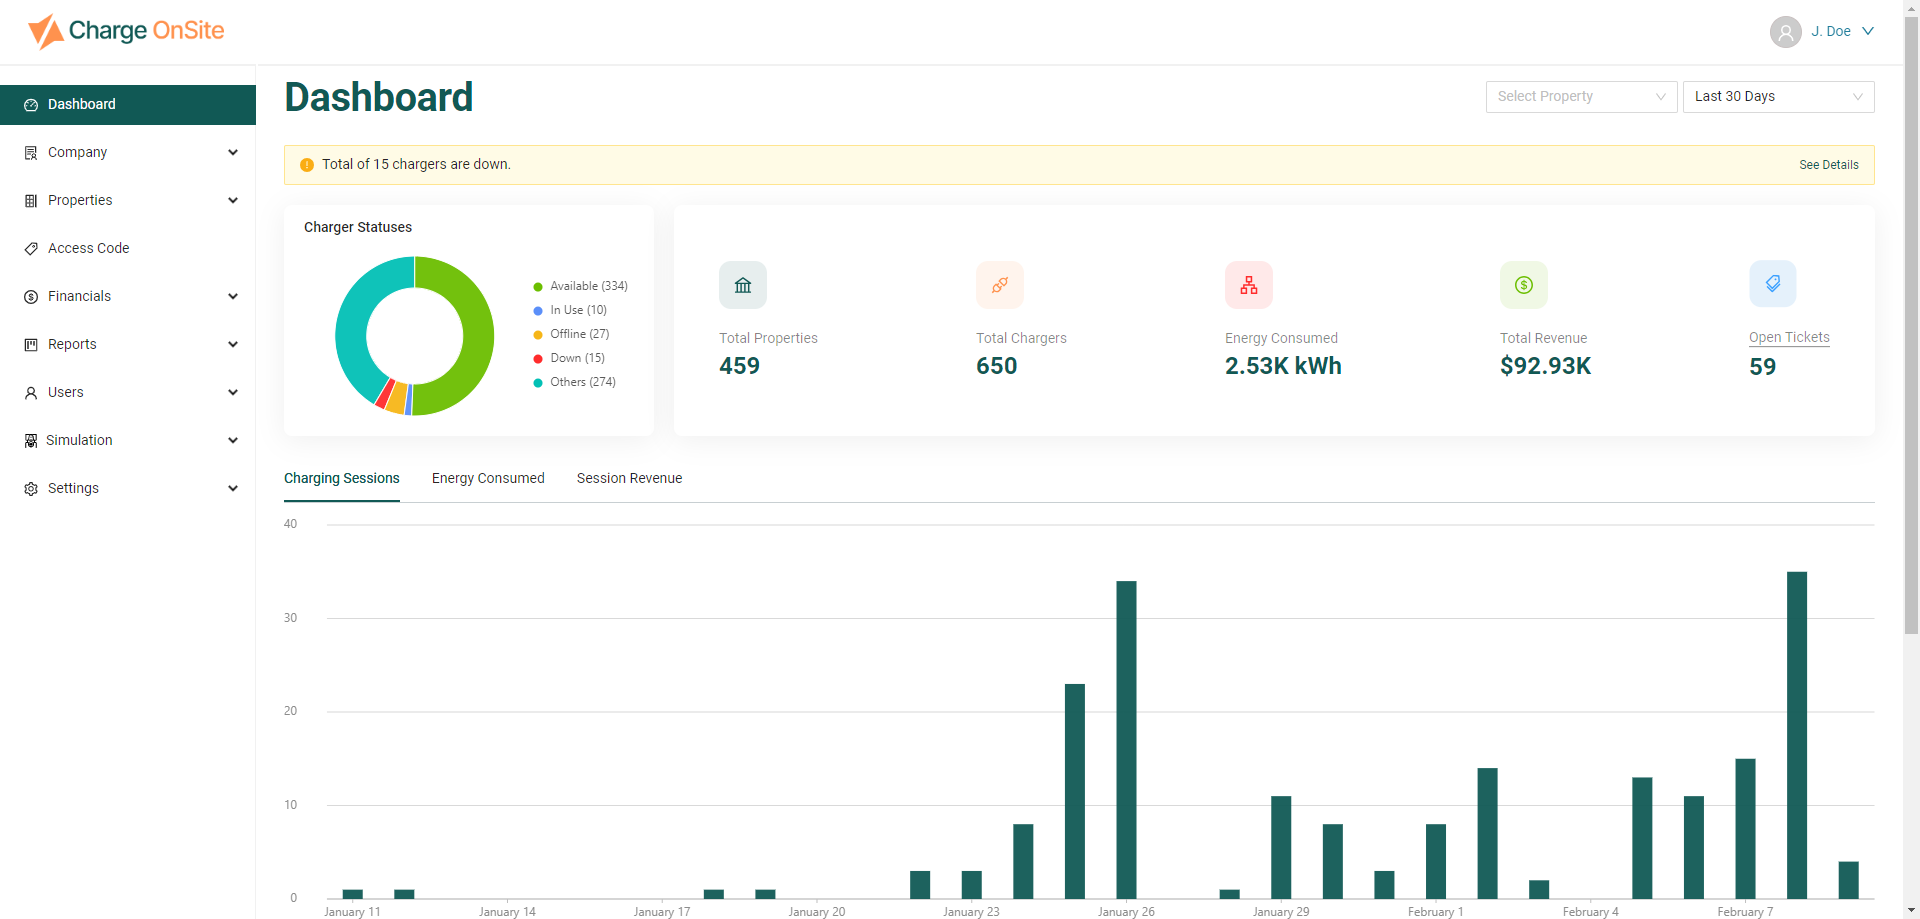 Charge OnSite
J. Doe
Dashboard
Company
Properties
Access Code
Financials
Reports
Users
Simulation
Settings
Dashboard
Select Property
Last 30 Days
Total of 15 chargers are down.
See Details
Charger Statuses
Available (334)
In Use (10)
Offline (27)
Down (15)
Others (274)
Total Properties
459
Total Chargers
650
Energy Consumed
2.53K kWh
Total Revenue
$92.93K
Open Tickets
59
Charging Sessions
Energy Consumed
Session Revenue
40
30
20
10
0
January 11
January 14
January 17
January 20
January 23
January 26
January 29
February 1
February 4
February 7